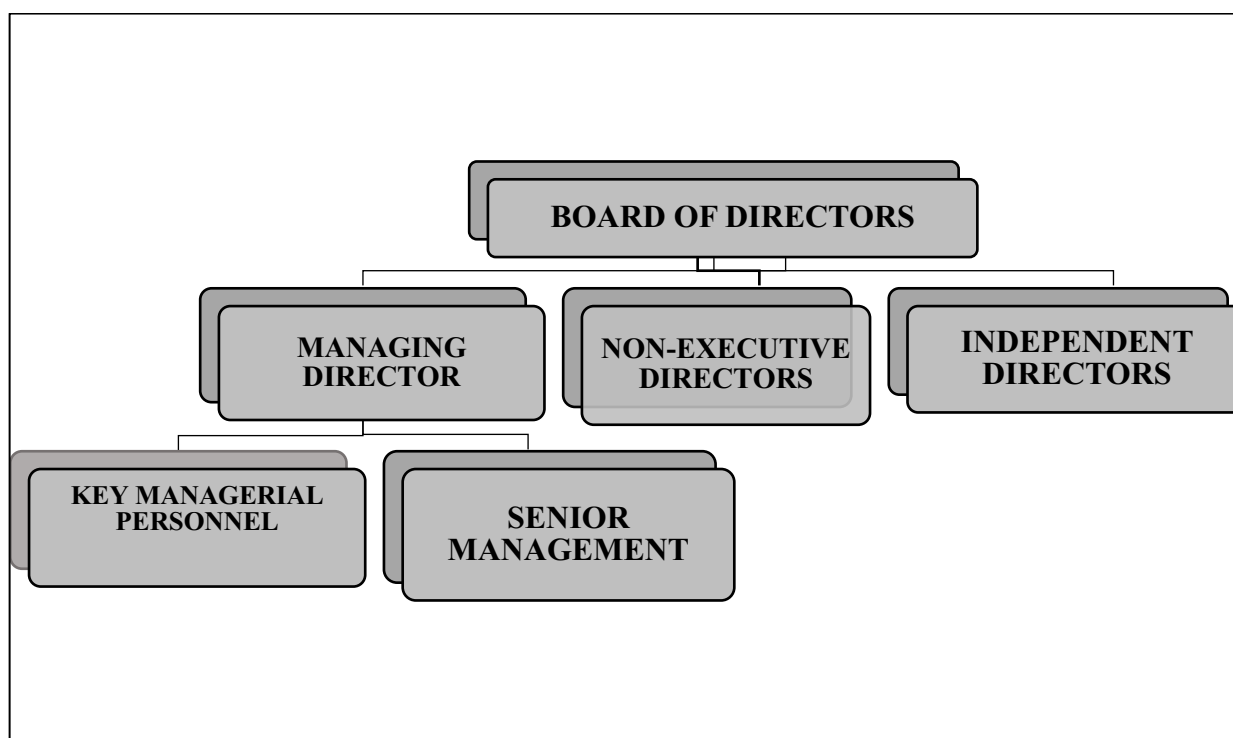 BOARD OF DIRECTORS
MANAGING
DIRECTOR
NON-EXECUTIVE
DIRECTORS
INDEPENDENT
DIRECTORS
KEY MANAGERIAL
PERSONNEL
SENIOR
MANAGEMENT